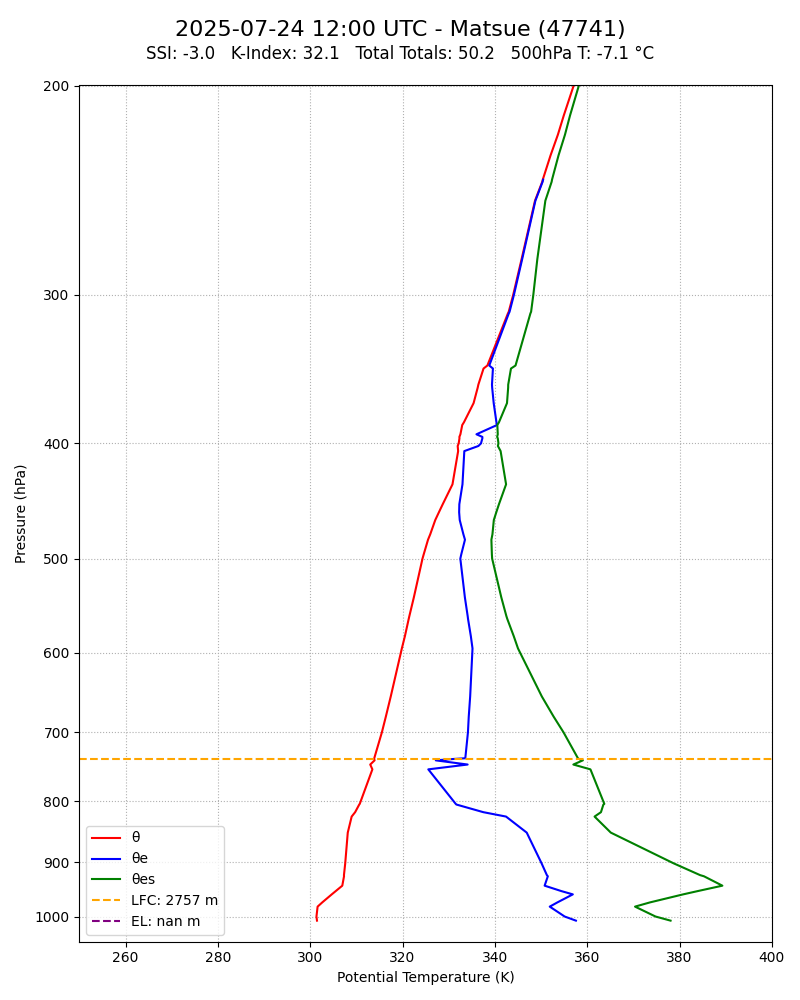 2025-07-24 12:00 UTC - Matsue (47741)
SSI: -3.0 K-Index: 32.1 Total Totals: 50.2 500hPa T: -7.1 °C
200
300
400
500
600
700
800
900
1000
Pressure (hPa)
θ
θe
θes
LFC: 2757 m
EL: nan m
260 280 300 320 340 360 380 400
Potential Temperature (K)